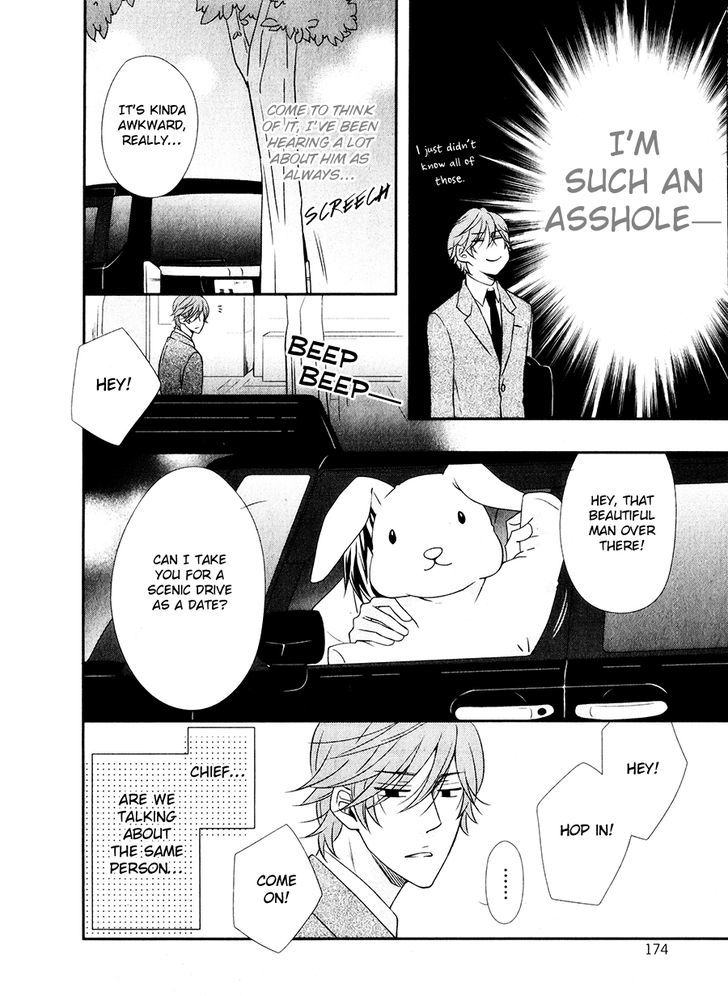 I'M
SUCH AN
ASSHOLE—
I just didn't
know all of
those.
COME TO THINK
OF IT, I'VE BEEN
HEARING A LOT
ABOUT HIM AS
ALWAYS...
IT'S KINDA
AWKWARD,
REALLY...
SCREECH
BEEP
BEEP—
HEY!
HEY, THAT
BEAUTIFUL
MAN OVER
THERE!
CAN I TAKE
YOU FOR A
SCENIC DRIVE
AS A DATE?
HEY!
HOP IN!
......
COME
ON!
CHIEF...
ARE WE
TALKING
ABOUT
THE SAME
PERSON...
174